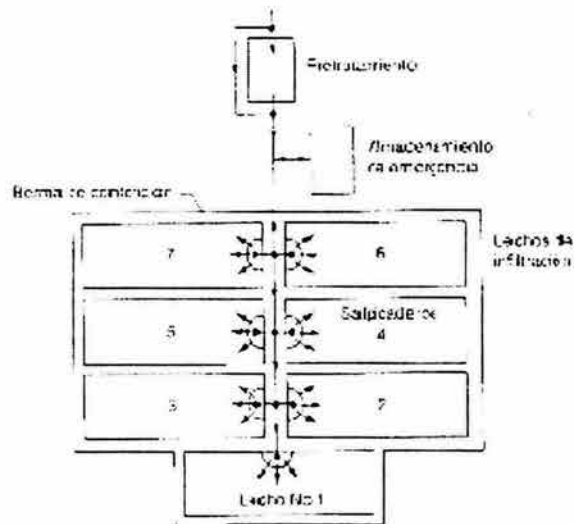 Pretratamiento
Almacenamiento
de emergencia
Berma de contención
Lechos de
infiltración
7
6
Salpicaderos
5
4
3
2
Lecho No 1